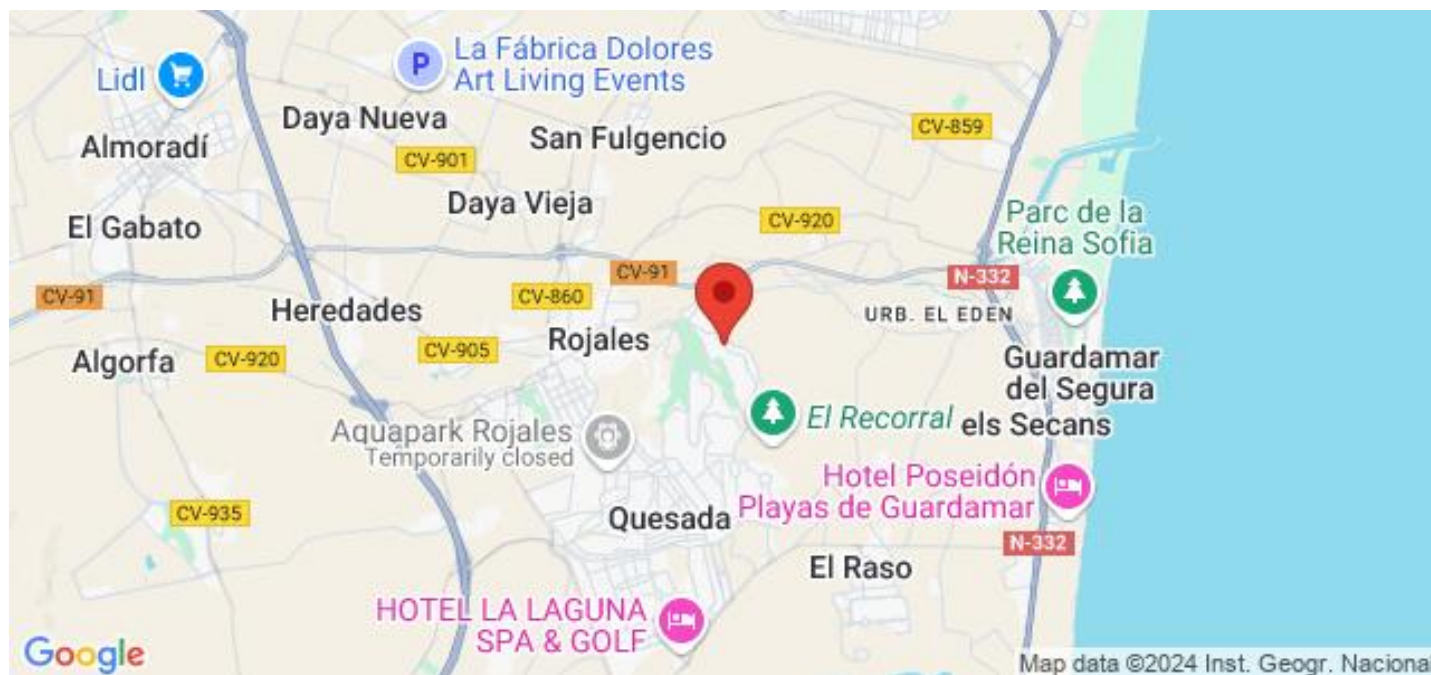 La Fábrica Dolores
Art Living Events
P
Lidl
Daya Nueva
San Fulgencio
CV-859
Almoradí
CV-901
Daya Vieja
El Gabato
CV-920
Parc de la
Reina Sofia
CV-91
N-332
CV-91
CV-860
Heredades
URB. EL EDEN
Rojales
CV-905
Algorfa
CV-920
Guardamar
del Segura
El Recorral
els Secans
Aquapark Rojales
Temporarily closed
Hotel Poseidón
Playas de Guardamar
CV-935
Quesada
N-332
El Raso
HOTEL LA LAGUNA
SPA & GOLF
Google
Map data ©2024 Inst. Geogr. Nacional